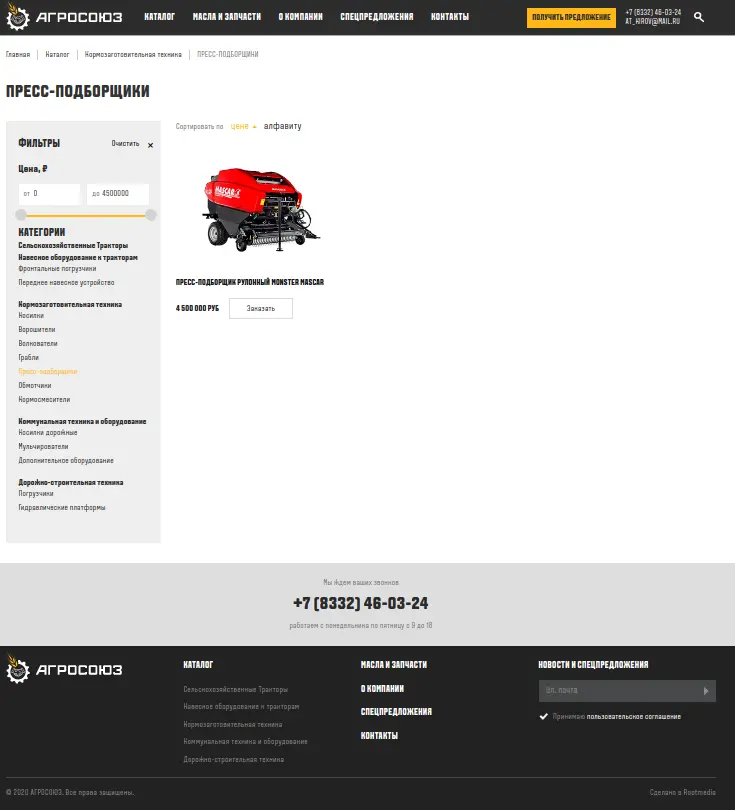 АГРОСОЮЗ
КАТАЛОГ МАСЛА И ЗАПЧАСТИ О КОМПАНИИ СПЕЦПРЕДЛОЖЕНИЯ КОНТАКТЫ
ПОЛУЧИТЬ ПРЕДЛОЖЕНИЕ
+7 (8332) 46-03-24
AT_KIROV@MAIL.RU
Главная Каталог Кормозаготовительная техника ПРЕСС-ПОДБОРЩИКИ
ПРЕСС-ПОДБОРЩИКИ
ФИЛЬТРЫ Очистить ×
Цена, ₽
от 0 до 4500000
КАТЕГОРИИ
Сельскохозяйственные Тракторы
Навесное оборудование к тракторам
Фронтальные погрузчики
Переднее навесное устройство
Кормозаготовительная техника
Косилки
Ворошители
Волкователи
Грабли
Пресс-подборщики
Обмотчики
Кормосмесители
Коммунальная техника и оборудование
Косилки дорожные
Мульчирователи
Дополнительное оборудование
Дорожно-строительная техника
Погрузчики
Гидравлические платформы
Сортировать по цене алфавиту
MASCAR
ПРЕСС-ПОДБОРЩИК РУЛОННЫЙ MONSTER MASCAR
4 500 000 РУБ Заказать
Мы ждем ваших звонков
+7 (8332) 46-03-24
работаем с понедельника по пятницу с 9 до 18
АГРОСОЮЗ
КАТАЛОГ
Сельскохозяйственные Тракторы
Навесное оборудование к тракторам
Кормозаготовительная техника
Коммунальная техника и оборудование
Дорожно-строительная техника
МАСЛА И ЗАПЧАСТИ
О КОМПАНИИ
СПЕЦПРЕДЛОЖЕНИЯ
КОНТАКТЫ
НОВОСТИ И СПЕЦПРЕДЛОЖЕНИЯ
Эл. почта
Принимаю пользовательское соглашение
© 2020 АГРОСОЮЗ. Все права защищены.
Сделано в Rootmedia